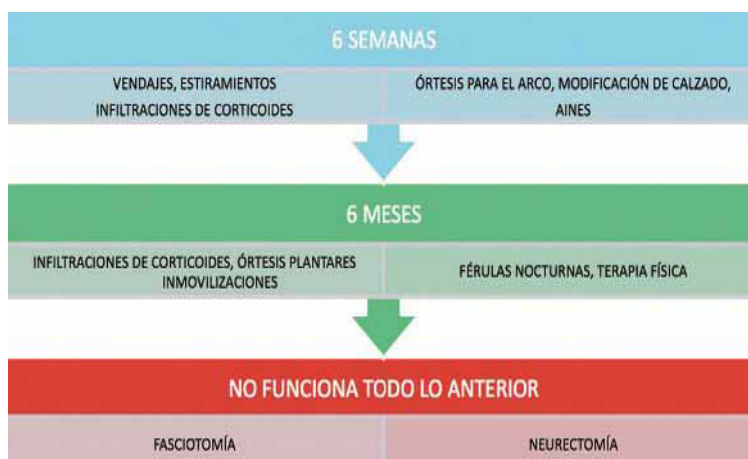 6 SEMANAS
VENDAJES, ESTIRAMIENTOS
INFILTRACIONES DE CORTICOIDES
ÓRTESIS PARA EL ARCO, MODIFICACIÓN DE CALZADO,
AINES
6 MESES
INFILTRACIONES DE CORTICOIDES, ÓRTESIS PLANTARES
INMOVILIZACIONES
FÉRULAS NOCTURNAS, TERAPIA FÍSICA
NO FUNCIONA TODO LO ANTERIOR
FASCIOTOMÍA
NEURECTOMÍA